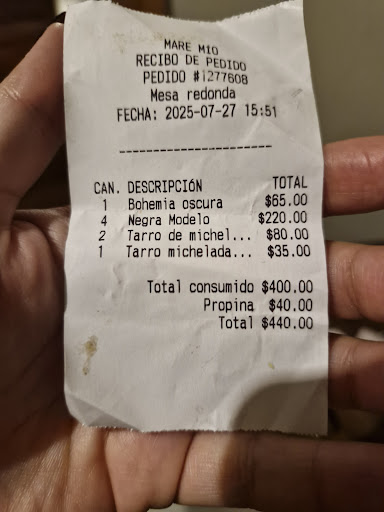 MARE MIO
RECIBO DE PEDIDO
PEDIDO #1277608
Mesa redonda
FECHA: 2025-07-27 15:51
----------------------
CAN. DESCRIPCIÓN TOTAL
1 Bohemia oscura $65.00
4 Negra Modelo $220.00
2 Tarro de michel... $80.00
1 Tarro michelada... $35.00
Total consumido $400.00
Propina $40.00
Total $440.00